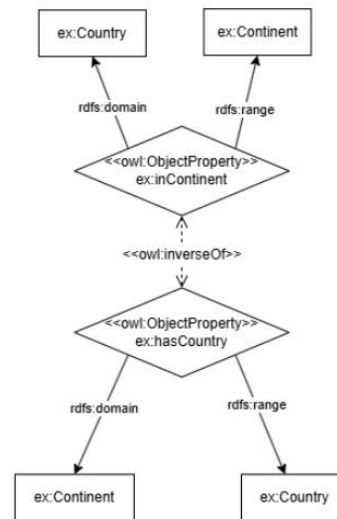 ex:Country
ex:Continent
rdfs:domain
rdfs:range
<<owl:ObjectProperty>>
ex:inContinent
<<owl:inverseOf>>
<<owl:ObjectProperty>>
ex:hasCountry
rdfs:domain
rdfs:range
ex:Continent
ex:Country